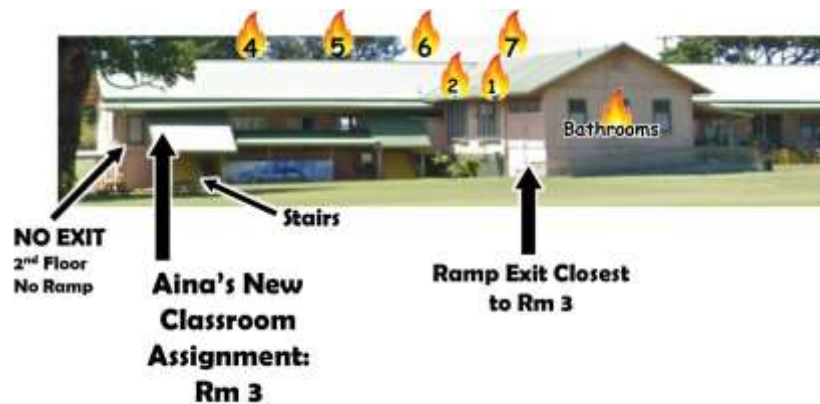 4 5 6 7
2 1
Bathrooms
Stairs
NO EXIT
2nd Floor
No Ramp
Aina's New
Classroom
Assignment:
Rm 3
Ramp Exit Closest
to Rm 3